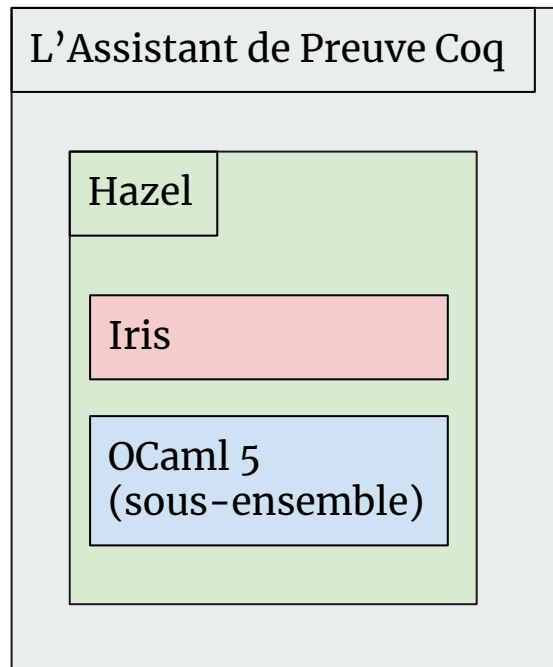 L’Assistant de Preuve Coq
Hazel
Iris
OCaml 5
(sous-ensemble)